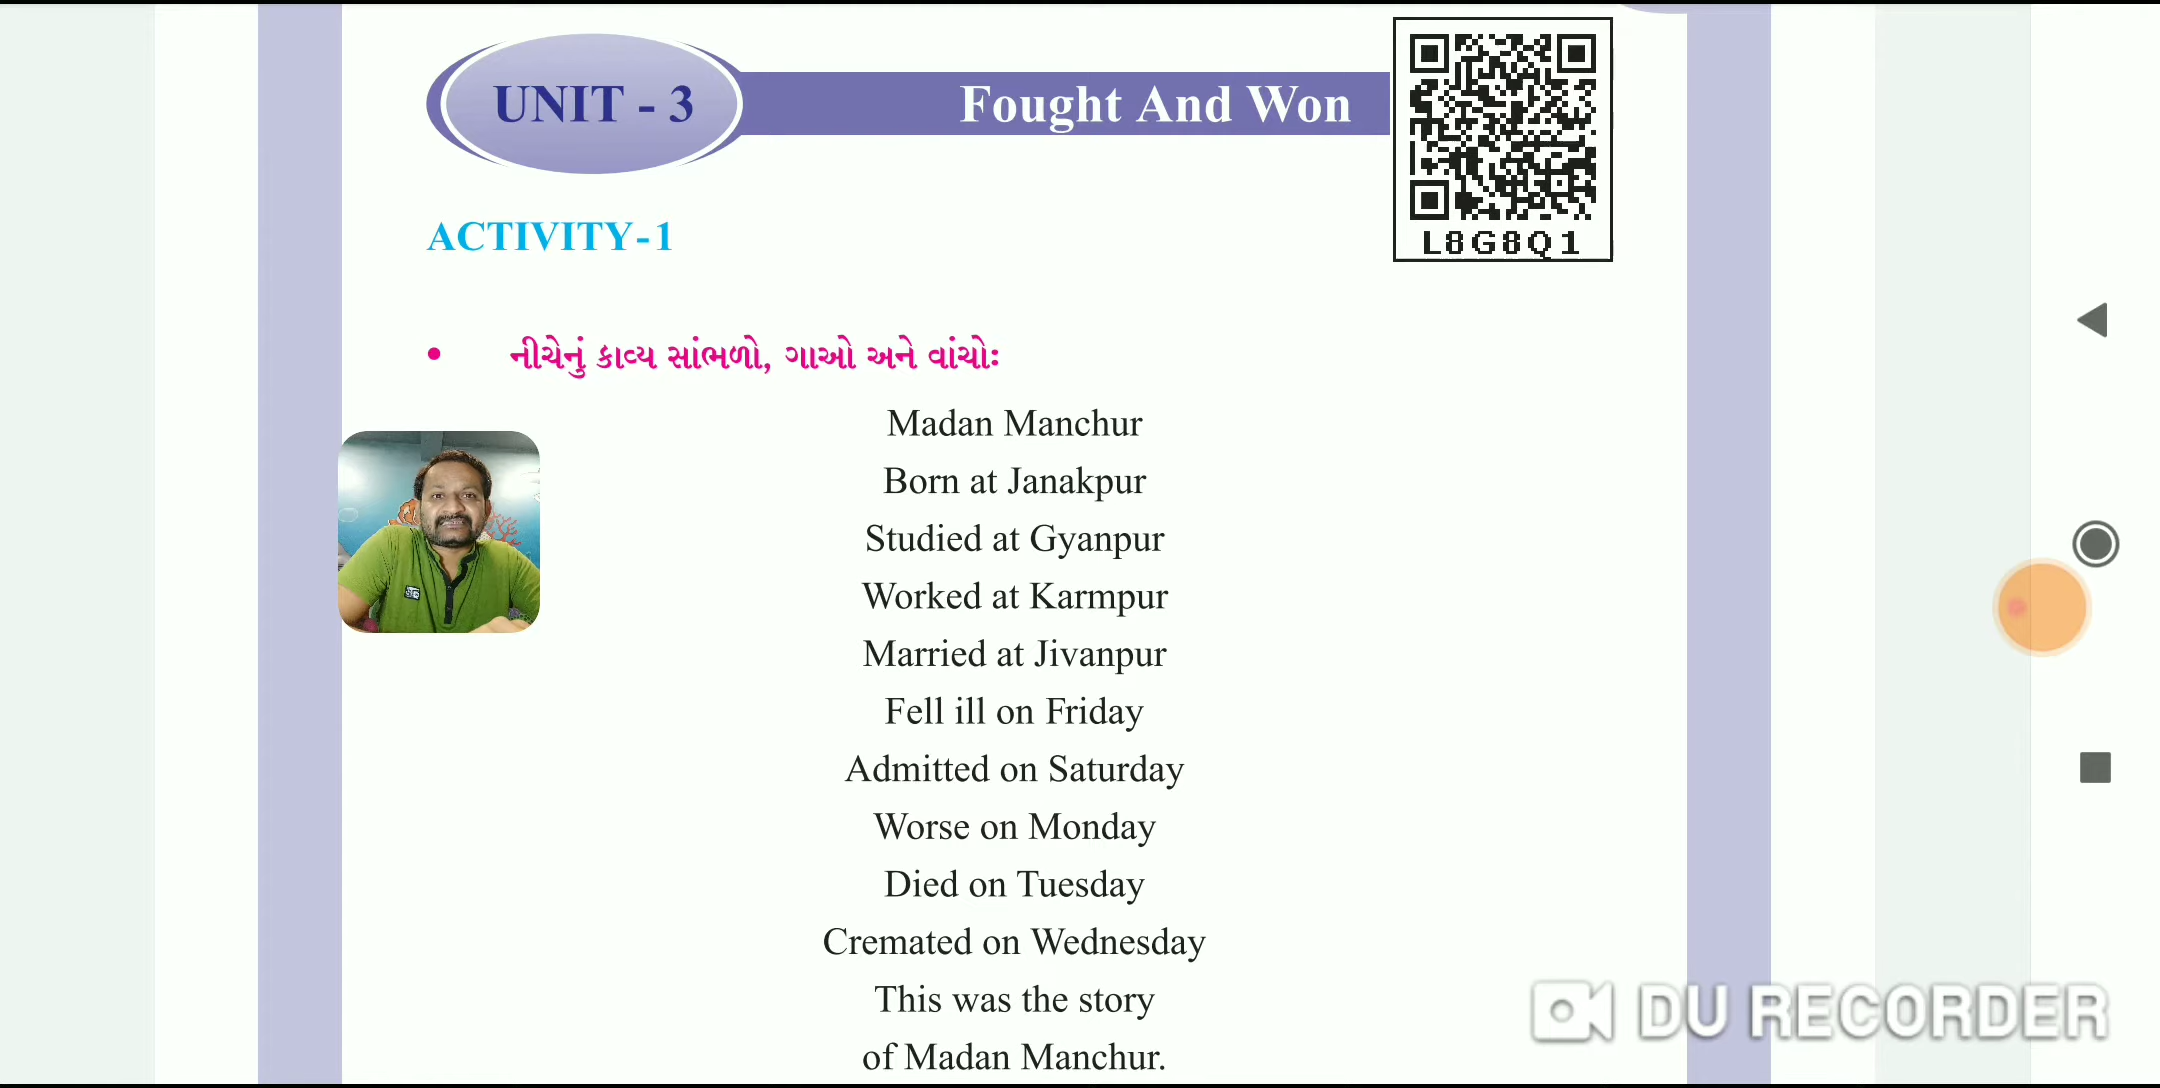 UNIT - 3
Fought And Won
L8G8Q1
ACTIVITY-1
• નીચેનું કાવ્ય સાંભળો, ગાઓ અને વાંચોઃ
Madan Manchur
Born at Janakpur
Studied at Gyanpur
Worked at Karmpur
Married at Jivanpur
Fell ill on Friday
Admitted on Saturday
Worse on Monday
Died on Tuesday
Cremated on Wednesday
This was the story
of Madan Manchur.
DU RECORDER